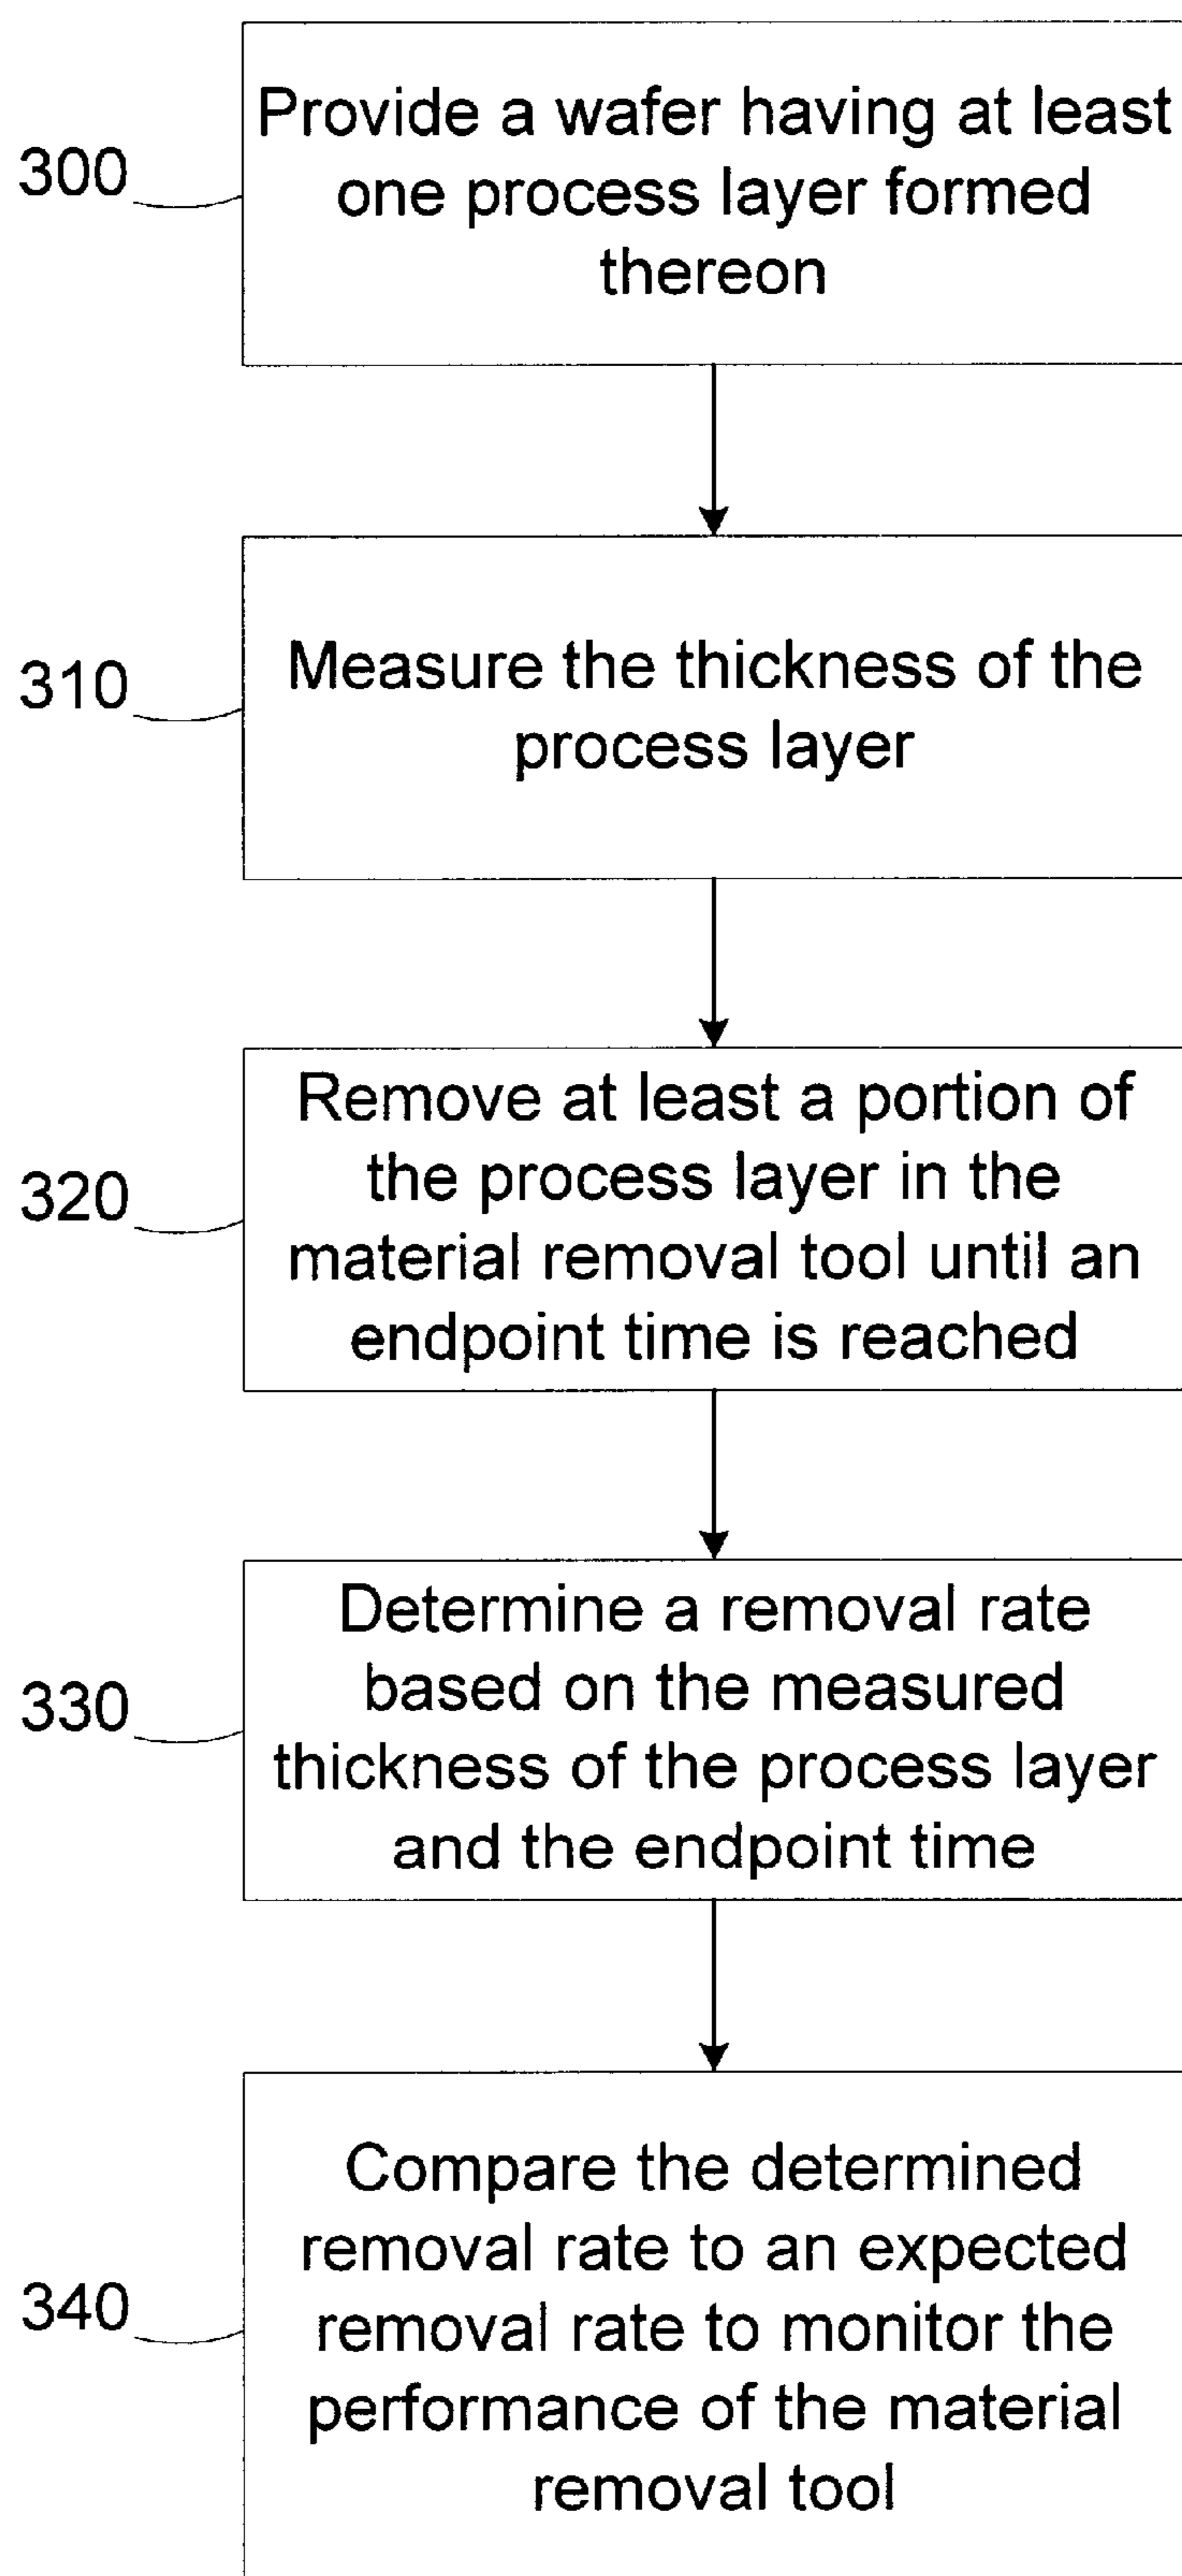 300
Provide a wafer having at least
one process layer formed
thereon
310
Measure the thickness of the
process layer
320
Remove at least a portion of
the process layer in the
material removal tool until an
endpoint time is reached
330
Determine a removal rate
based on the measured
thickness of the process layer
and the endpoint time
340
Compare the determined
removal rate to an expected
removal rate to monitor the
performance of the material
removal tool